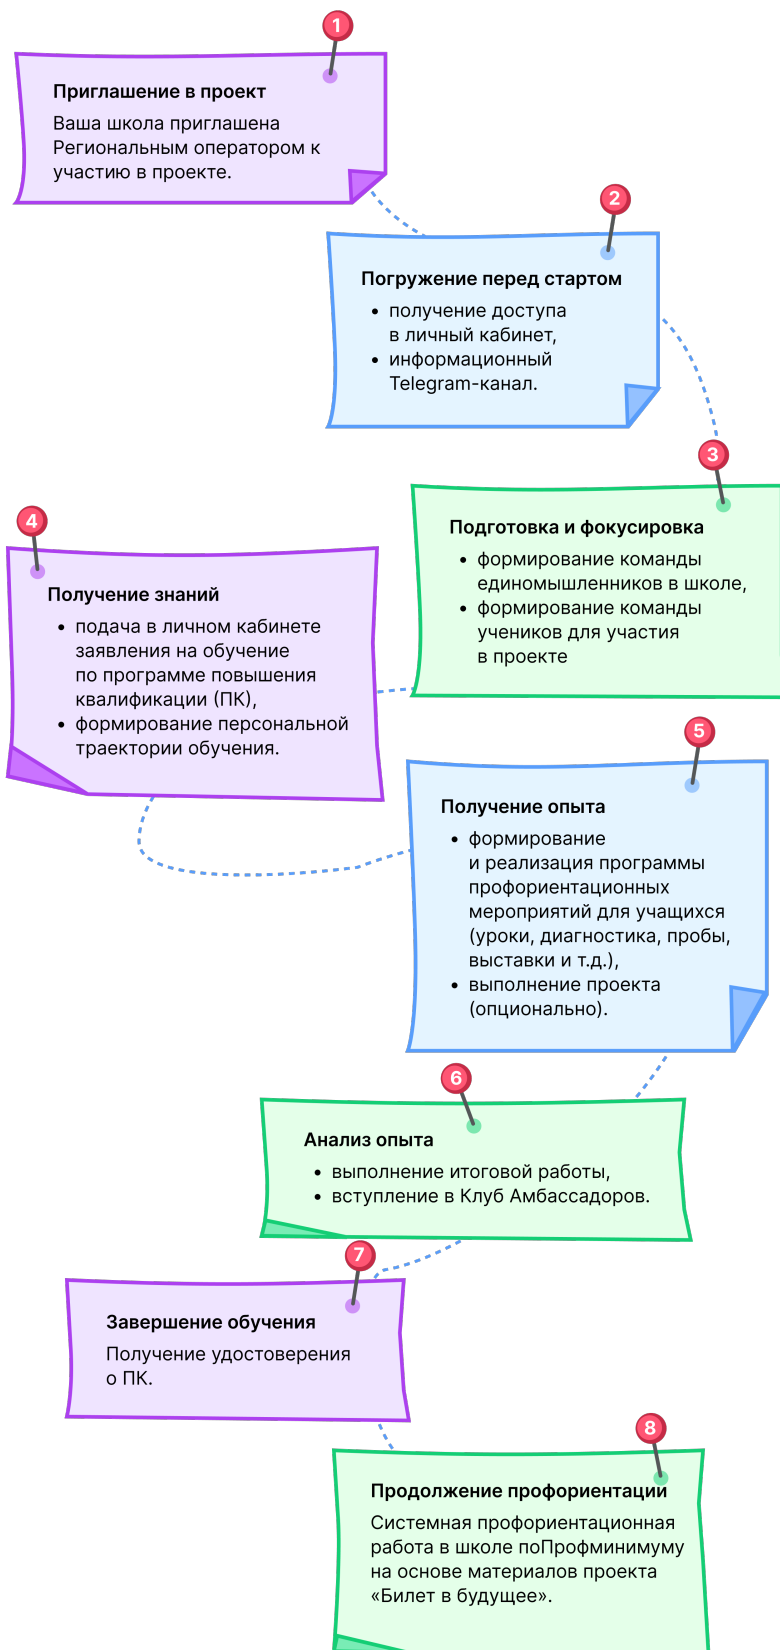 1
Приглашение в проект
Ваша школа приглашена
Региональным оператором к
участию в проекте.
2
Погружение перед стартом
• получение доступа
в личный кабинет,
• информационный
Telegram-канал.
3
Подготовка и фокусировка
• формирование команды
единомышленников в школе,
• формирование команды
учеников для участия
в проекте
4
Получение знаний
• подача в личном кабинете
заявления на обучение
по программе повышения
квалификации (ПК),
• формирование персональной
траектории обучения.
5
Получение опыта
• формирование
и реализация программы
профориентационных
мероприятий для учащихся
(уроки, диагностика, пробы,
выставки и т.д.),
• выполнение проекта
(опционально).
6
Анализ опыта
• выполнение итоговой работы,
• вступление в Клуб Амбассадоров.
7
Завершение обучения
Получение удостоверения
о ПК.
8
Продолжение профориентации
Системная профориентационная
работа в школе поПрофминимуму
на основе материалов проекта
«Билет в будущее».